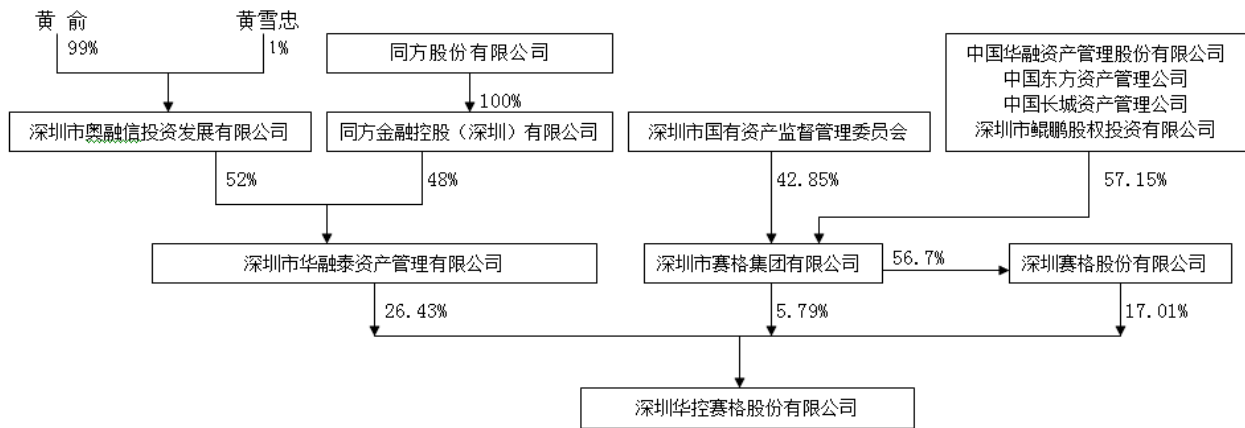 黄 俞
黄雪忠
99%
1%
同方股份有限公司
中国华融资产管理股份有限公司
中国东方资产管理公司
中国长城资产管理公司
深圳市鲲鹏股权投资有限公司
100%
深圳市奥融信投资发展有限公司
同方金融控股（深圳）有限公司
深圳市国有资产监督管理委员会
52%
48%
42.85%
57.15%
深圳市华融泰资产管理有限公司
深圳市赛格集团有限公司
56.7%
深圳赛格股份有限公司
26.43%
5.79%
17.01%
深圳华控赛格股份有限公司